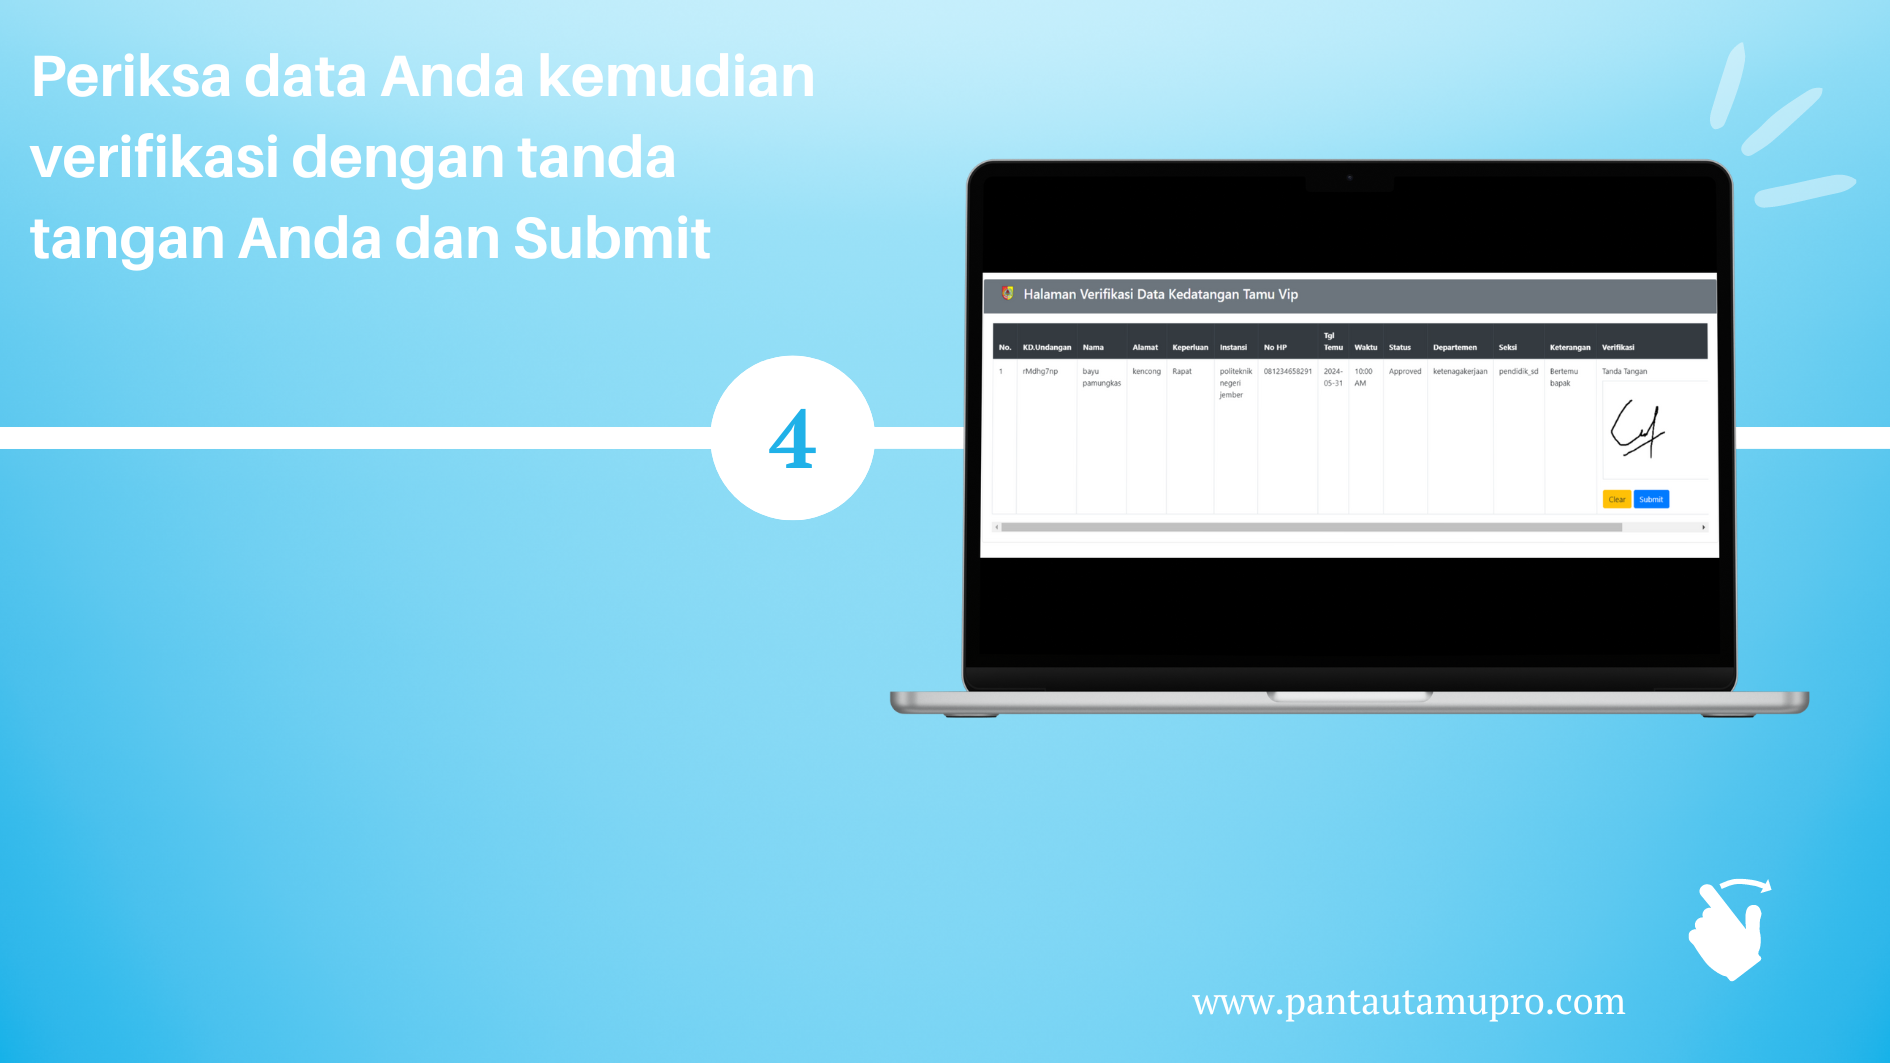 Periksa data Anda kemudian
verifikasi dengan tanda
tangan Anda dan Submit
4
Halaman Verifikasi Data Kedatangan Tamu Vip
No. KD.Undangan Nama Alamat Keperluan Instansi No HP Tgl Temu Waktu Status Departemen Seksi Keterangan Verifikasi
1 rMdhg7np bayu pamungkas kencong Rapat politeknik negeri jember 081234658291 2024-05-31 10:00 AM Approved ketenagakerjaan pendidik_sd Bertemu bapak Tanda Tangan
Clear Submit
www.pantautamupro.com